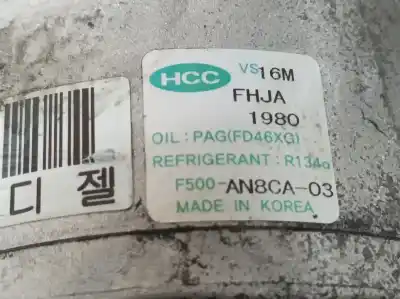 HCC VS16M
FHJA
1980
OIL : PAG(FD46XG)
REFRIGERANT : R134a
F500-AN8CA-03
MADE IN KOREA
디젤